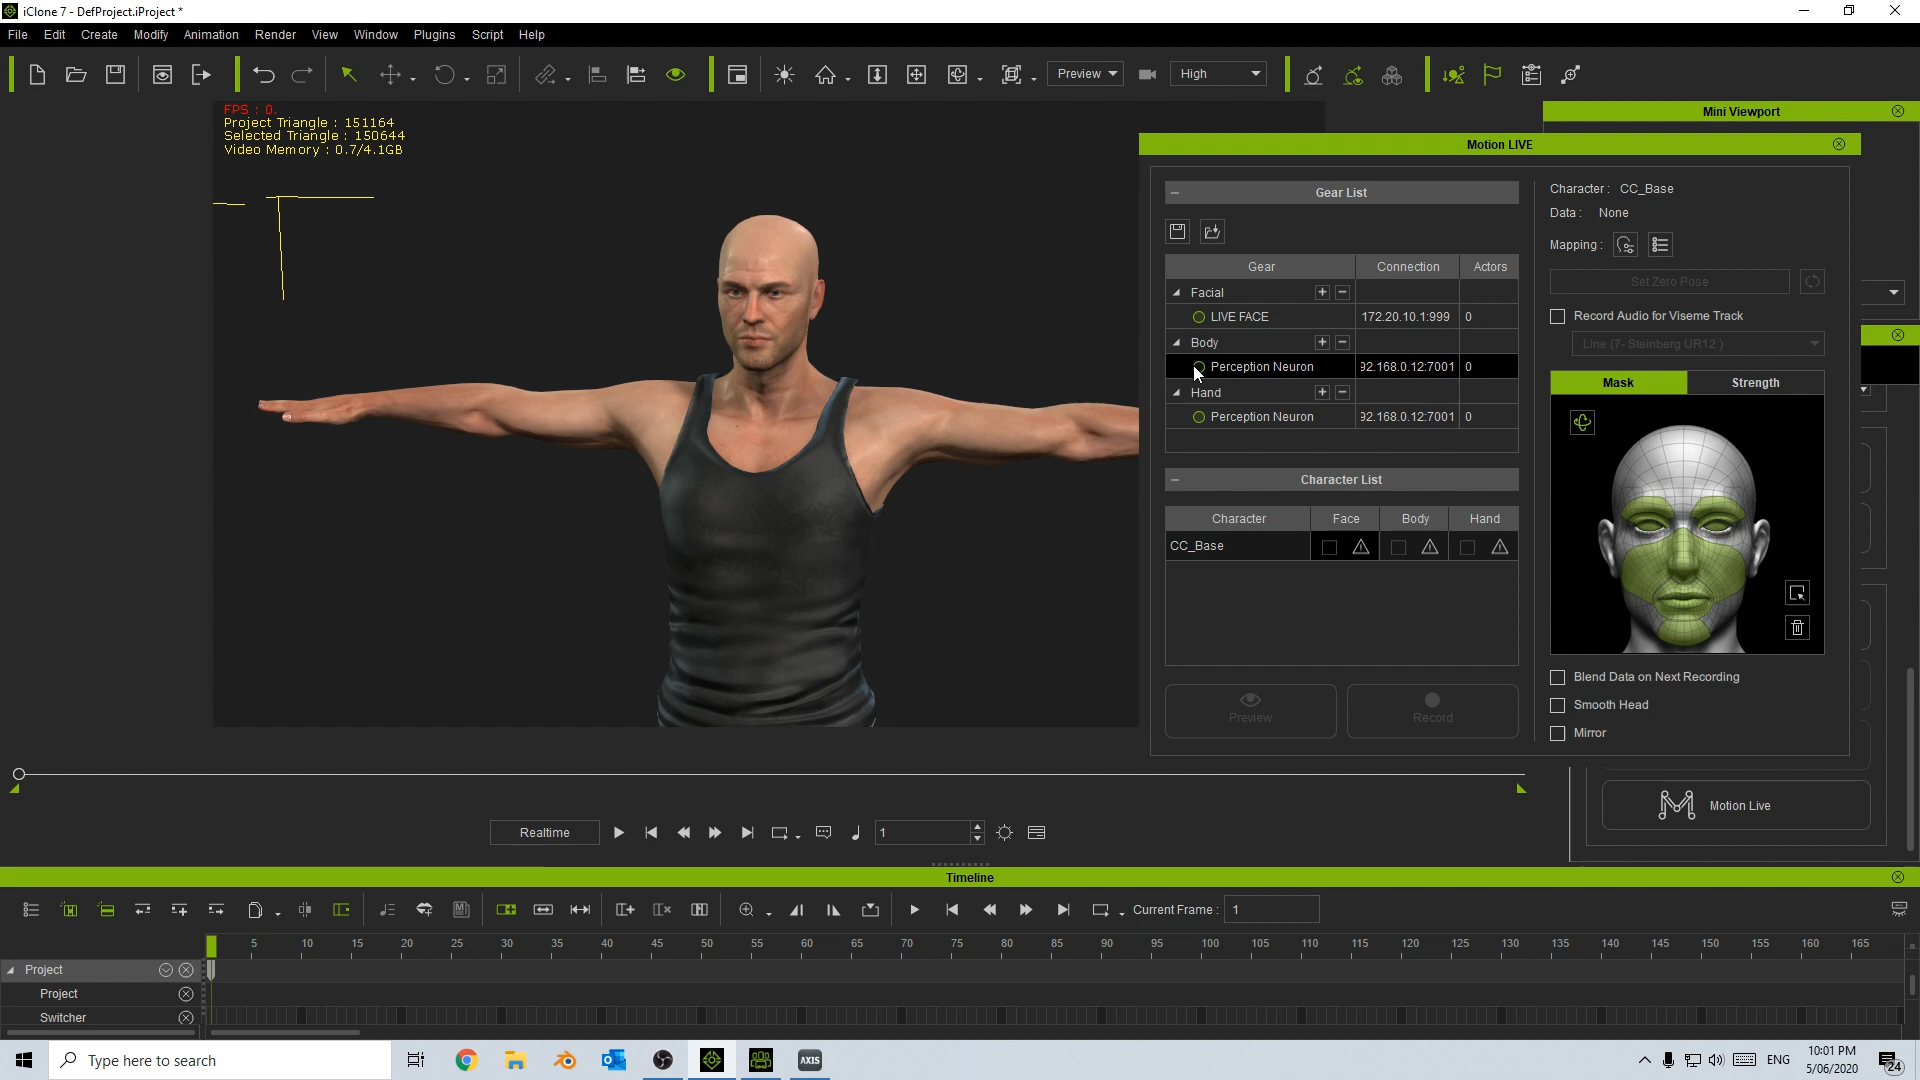 iClone 7 - DefProject.iProject *
File Edit Create Modify Animation Render View Window Plugins Script Help
Preview High
FPS : 0.
Project Triangle : 151164
Selected Triangle : 150644
Video Memory : 0.7/4.1GB
Mini Viewport
Motion LIVE
Gear List
Gear Connection Actors
Facial
LIVE FACE 172.20.10.1:999 0
Body
Perception Neuron 92.168.0.12:7001 0
Hand
Perception Neuron 92.168.0.12:7001 0
Character List
Character Face Body Hand
CC_Base
Preview Record
Character : CC_Base
Data : None
Mapping :
Set Zero Pose
Record Audio for Viseme Track
Line (7- Steinberg UR12 )
Mask Strength
Blend Data on Next Recording
Smooth Head
Mirror
Motion Live
Realtime 1
Timeline
Current Frame : 1
5 10 15 20 25 30 35 40 45 50 55 60 65 70 75 80 85 90 95 100 105 110 115 120 125 130 135 140 145 150 155 160 165
Project
Project
Switcher
Type here to search
AXIS
ENG
10:01 PM
5/06/2020
24